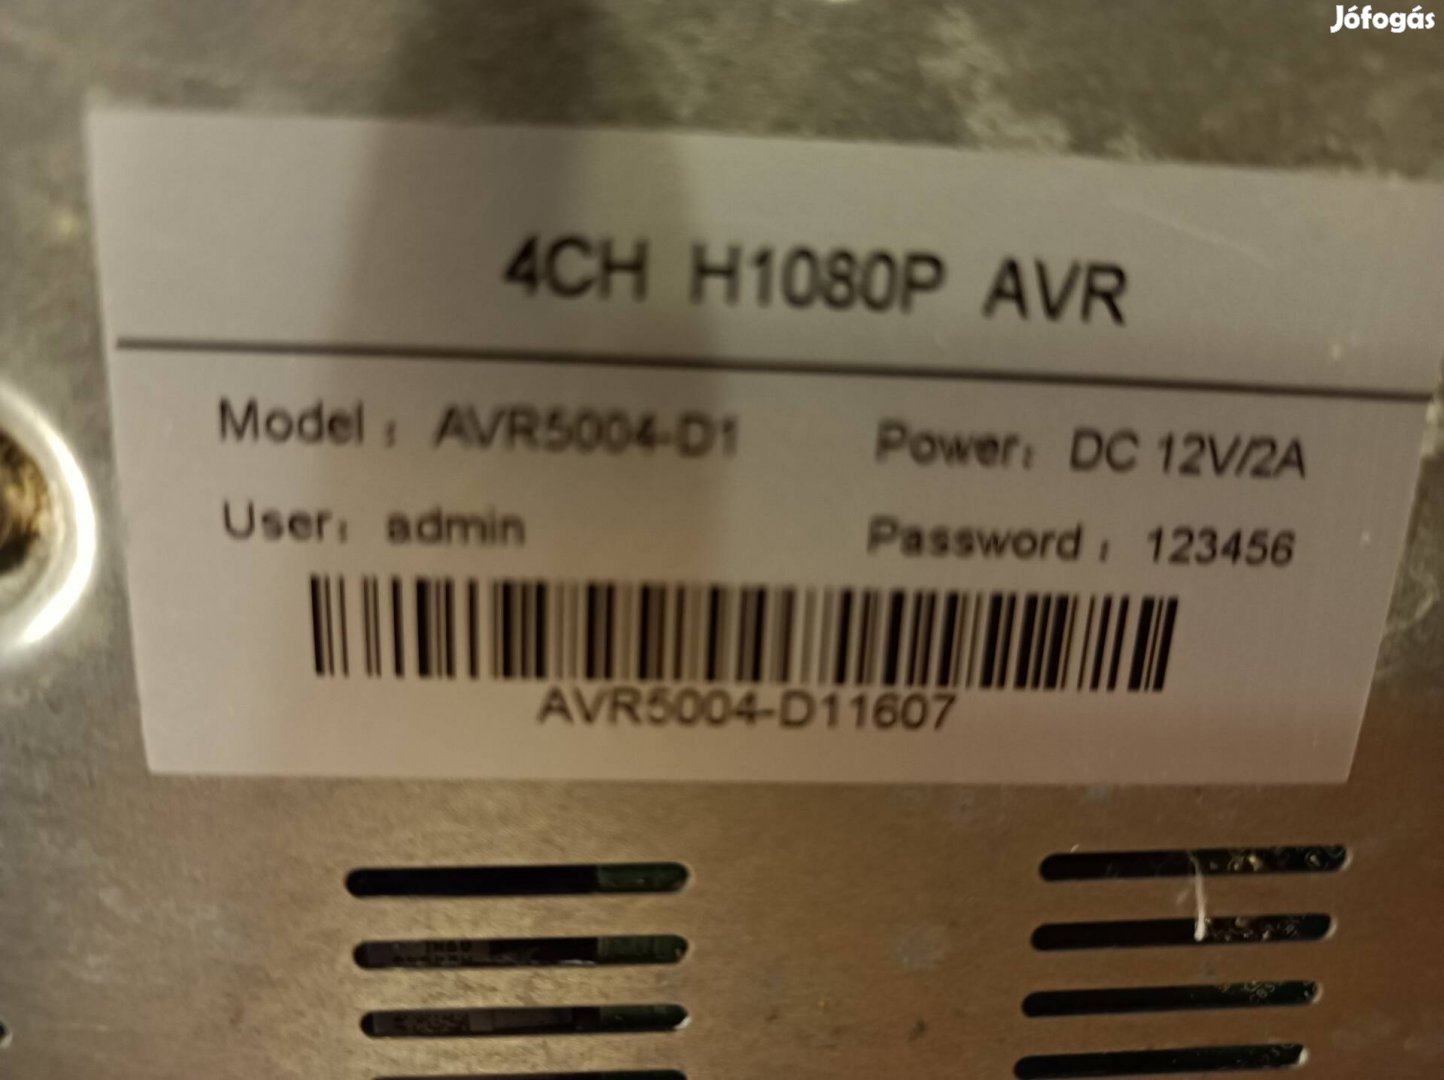 Jófogás
4CH H1080P AVR
Model : AVR5004-D1 Power: DC 12V/2A
User: admin Password : 123456
AVR5004-D11607